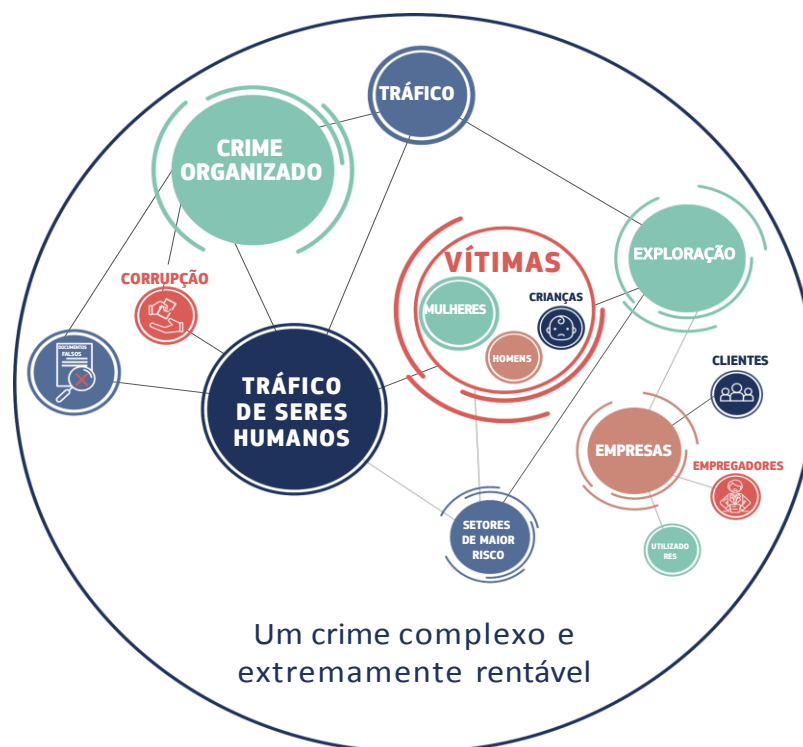 TRÁFICO
CRIME
ORGANIZADO
VÍTIMAS
EXPLORAÇÃO
CORRUPÇÃO
MULHERES
CRIANÇAS
HOMENS
DOCUMENTOS
FALSOS
TRÁFICO
DE SERES
HUMANOS
CLIENTES
EMPRESAS
EMPREGADORES
SETORES
DE MAIOR
RISCO
UTILIZADO
RES
Um crime complexo e
extremamente rentável